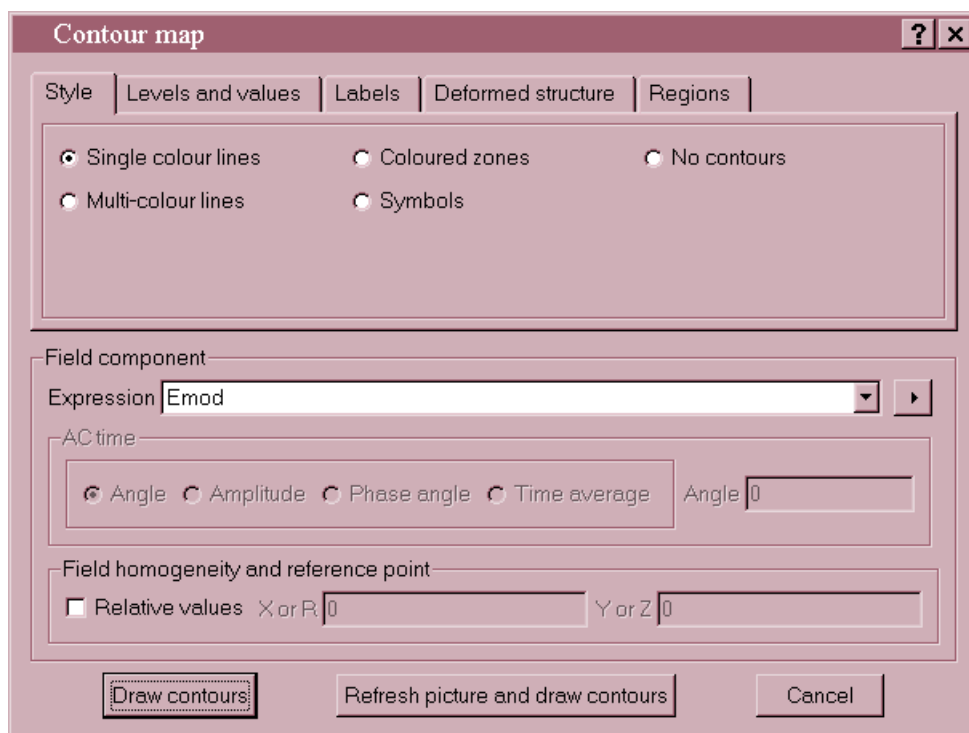 Contour map
Style Levels and values Labels Deformed structure Regions
Single colour lines Coloured zones No contours
Multi-colour lines Symbols
Field component
Expression Emod
AC time
Angle Amplitude Phase angle Time average Angle 0
Field homogeneity and reference point
Relative values X or R 0 Y or Z 0
Draw contours Refresh picture and draw contours Cancel